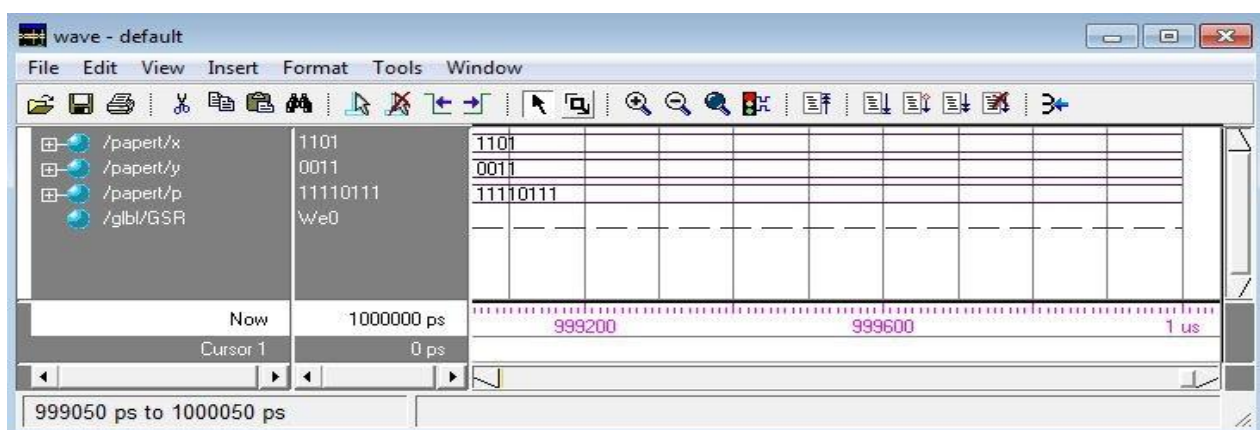 wave - default
File Edit View Insert Format Tools Window
/papert/x 1101 1101
/papert/y 0011 0011
/papert/p 11110111 11110111
/glbl/GSR We0
Now 1000000 ps 999200 999600 1 us
Cursor 1 0 ps
999050 ps to 1000050 ps